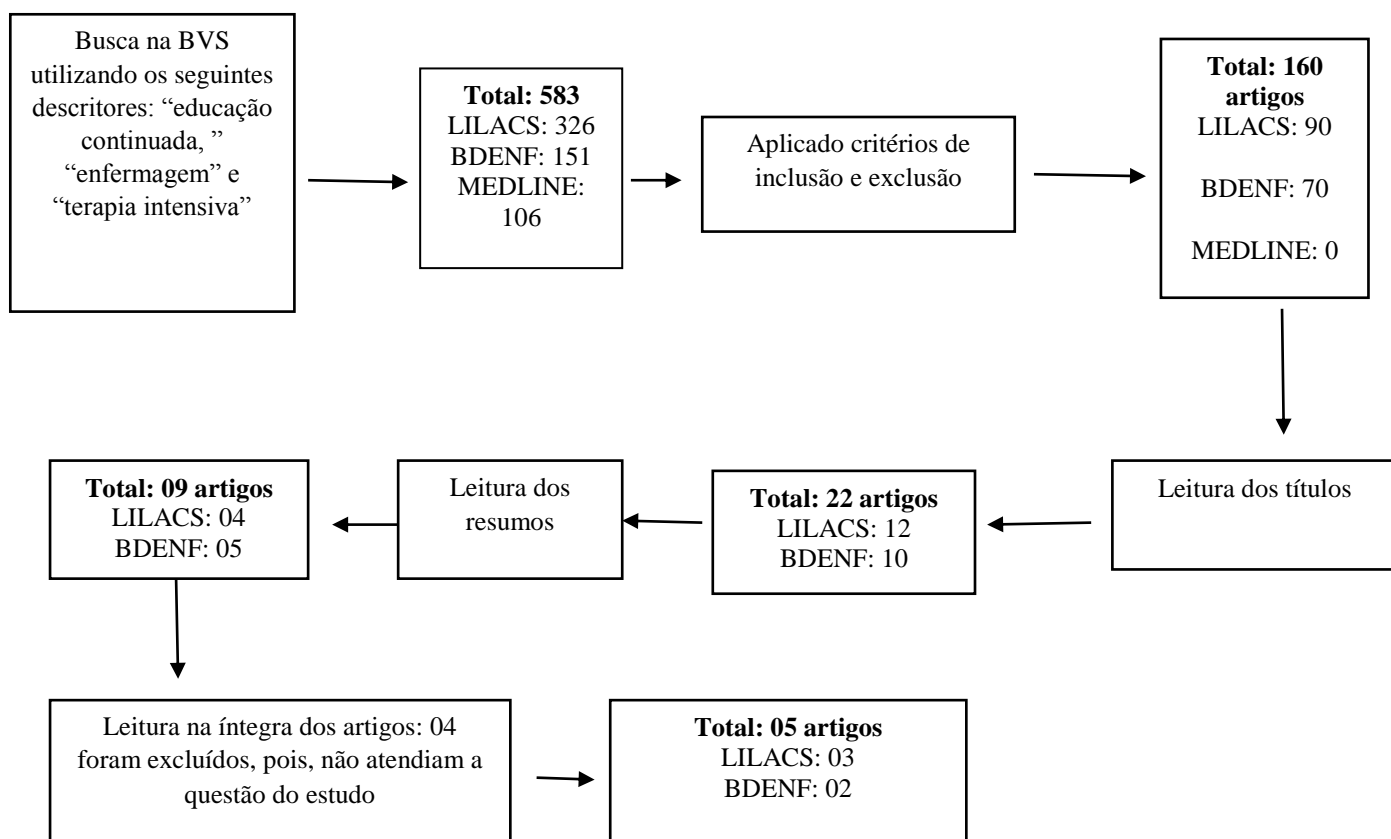 Busca na BVS
utilizando os seguintes
descritores: “educação
continuada, ”
“enfermagem” e
“terapia intensiva”
Total: 583
LILACS: 326
BDENF: 151
MEDLINE:
106
Aplicado critérios de
inclusão e exclusão
Total: 160
artigos
LILACS: 90
BDENF: 70
MEDLINE: 0
Leitura dos títulos
Total: 22 artigos
LILACS: 12
BDENF: 10
Leitura dos
resumos
Total: 09 artigos
LILACS: 04
BDENF: 05
Leitura na íntegra dos artigos: 04
foram excluídos, pois, não atendiam a
questão do estudo
Total: 05 artigos
LILACS: 03
BDENF: 02